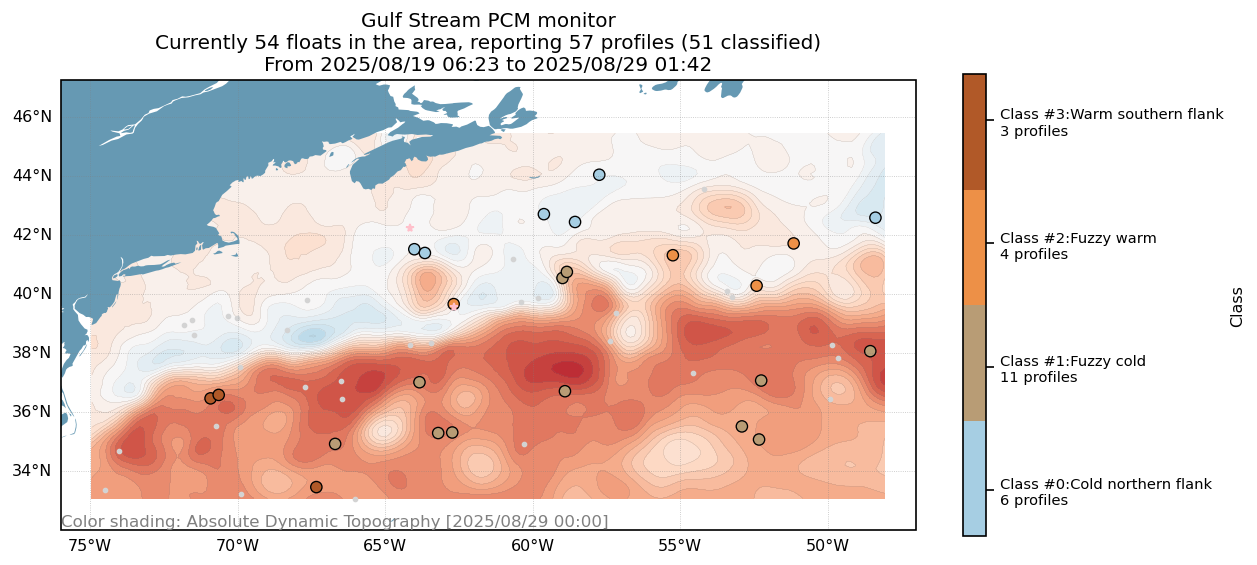 Gulf Stream PCM monitor
Currently 54 floats in the area, reporting 57 profiles (51 classified)
From 2025/08/19 06:23 to 2025/08/29 01:42
46°N
44°N
42°N
40°N
38°N
36°N
34°N
Color shading: Absolute Dynamic Topography [2025/08/29 00:00]
75°W
70°W
65°W
60°W
55°W
50°W
Class #3:Warm southern flank
3 profiles
Class #2:Fuzzy warm
4 profiles
Class #1:Fuzzy cold
11 profiles
Class #0:Cold northern flank
6 profiles
Class